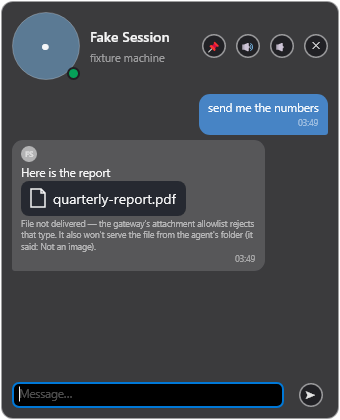 Fake Session
fixture machine
send me the numbers
03:49
FS
Here is the report
quarterly-report.pdf
File not delivered — the gateway's attachment allowlist rejects
that type. It also won't serve the file from the agent's folder (it
said: Not an image).
03:49
Message...